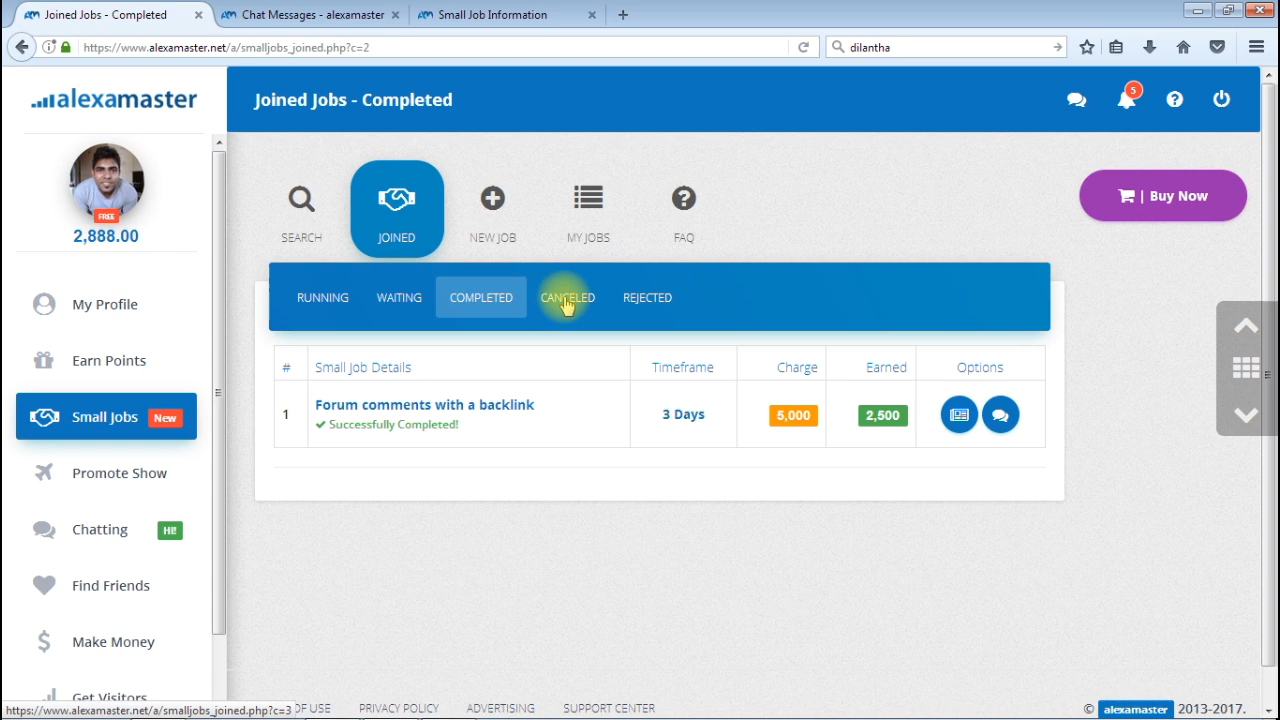 Joined Jobs - Completed
Chat Messages - alexamaster
Small Job Information
https://www.alexamaster.net/a/smalljobs_joined.php?c=2
dilantha
alexamaster
Joined Jobs - Completed
5
FREE
2,888.00
SEARCH
JOINED
NEW JOB
MY JOBS
FAQ
| Buy Now
My Profile
Earn Points
Small Jobs New
Promote Show
Chatting HI!
Find Friends
Make Money
Get Visitors
RUNNING
WAITING
COMPLETED
CANCELED
REJECTED
# Small Job Details Timeframe Charge Earned Options
1 Forum comments with a backlink 3 Days 5,000 2,500
Successfully Completed!
https://www.alexamaster.net/a/smalljobs_joined.php?c=3
OF USE
PRIVACY POLICY
ADVERTISING
SUPPORT CENTER
© alexamaster 2013-2017.